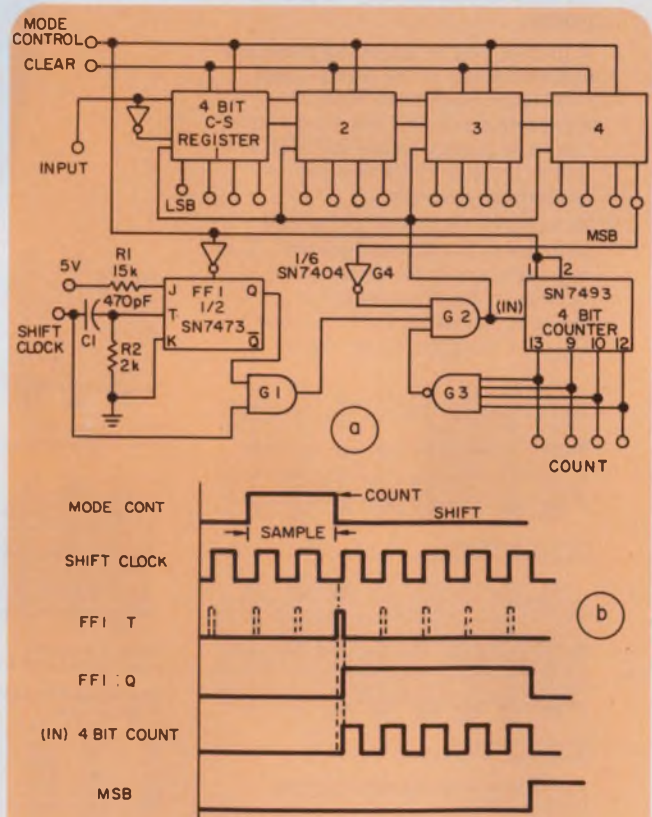 MODE
CONTROL
CLEAR
4 BIT
C-S
REGISTER
1
2
3
4
INPUT
LSB
MSB
5V
R1
15k
470pF
SHIFT
CLOCK
C1
R2
2k
J
FF1
Q
1/2
T
SN7473
K
Q̅
1/6
SN7404
G4
G1
G2
(IN)
G3
1
2
SN7493
4 BIT
COUNTER
13 9 10 12
COUNT
a
MODE CONT
COUNT
SHIFT
SAMPLE
SHIFT CLOCK
b
FF1 T
FF1 : Q
(IN) 4 BIT COUNT
MSB